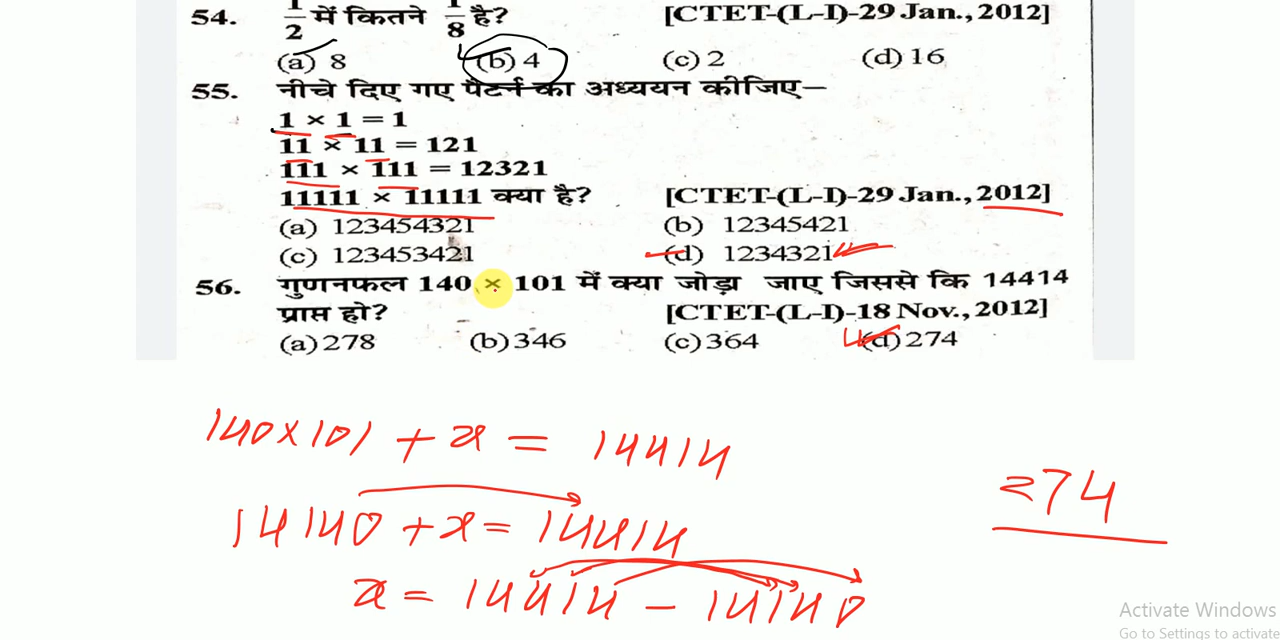 54. 1/2 में कितने 1/8 है? [CTET-(L-I)-29 Jan., 2012]
(a) 8 (b) 4 (c) 2 (d) 16
55. नीचे दिए गए पैटर्न का अध्ययन कीजिए—
1 × 1 = 1
11 × 11 = 121
111 × 111 = 12321
11111 × 11111 क्या है? [CTET-(L-I)-29 Jan., 2012]
(a) 123454321 (b) 12345421
(c) 123453421 (d) 1234321
56. गुणनफल 140 × 101 में क्या जोड़ा जाए जिससे कि 14414
प्राप्त हो? [CTET-(L-I)-18 Nov., 2012]
(a) 278 (b) 346 (c) 364 (d) 274
140×101 + x = 14414
14140 + x = 14414
x = 14414 – 14140
274
Activate Windows
Go to Settings to activate